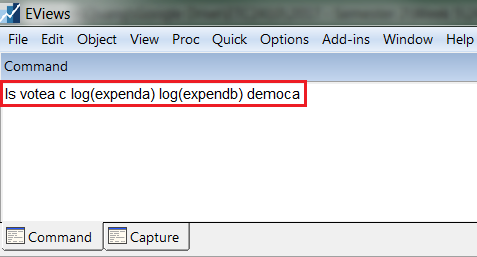 EViews
File Edit Object View Proc Quick Options Add-ins Window Help
Command
ls votea c log(expenda) log(expendb) democa
Command Capture